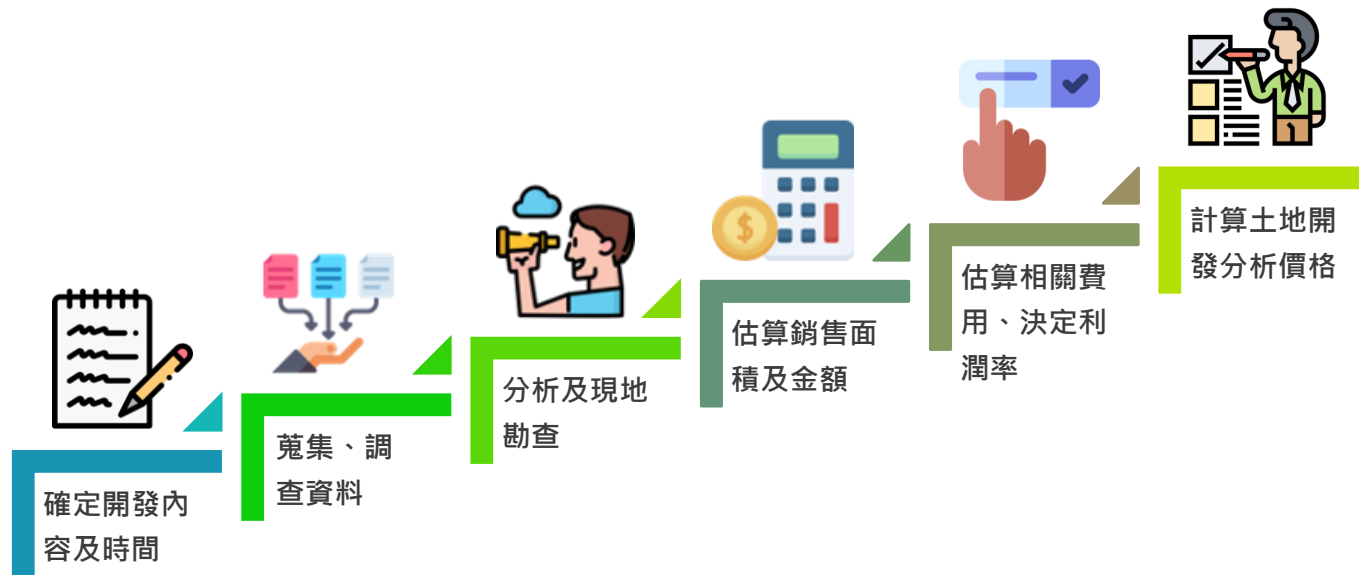 確定開發內
容及時間
蒐集、調
查資料
分析及現地
勘查
估算銷售面
積及金額
估算相關費
用、決定利
潤率
計算土地開
發分析價格
$